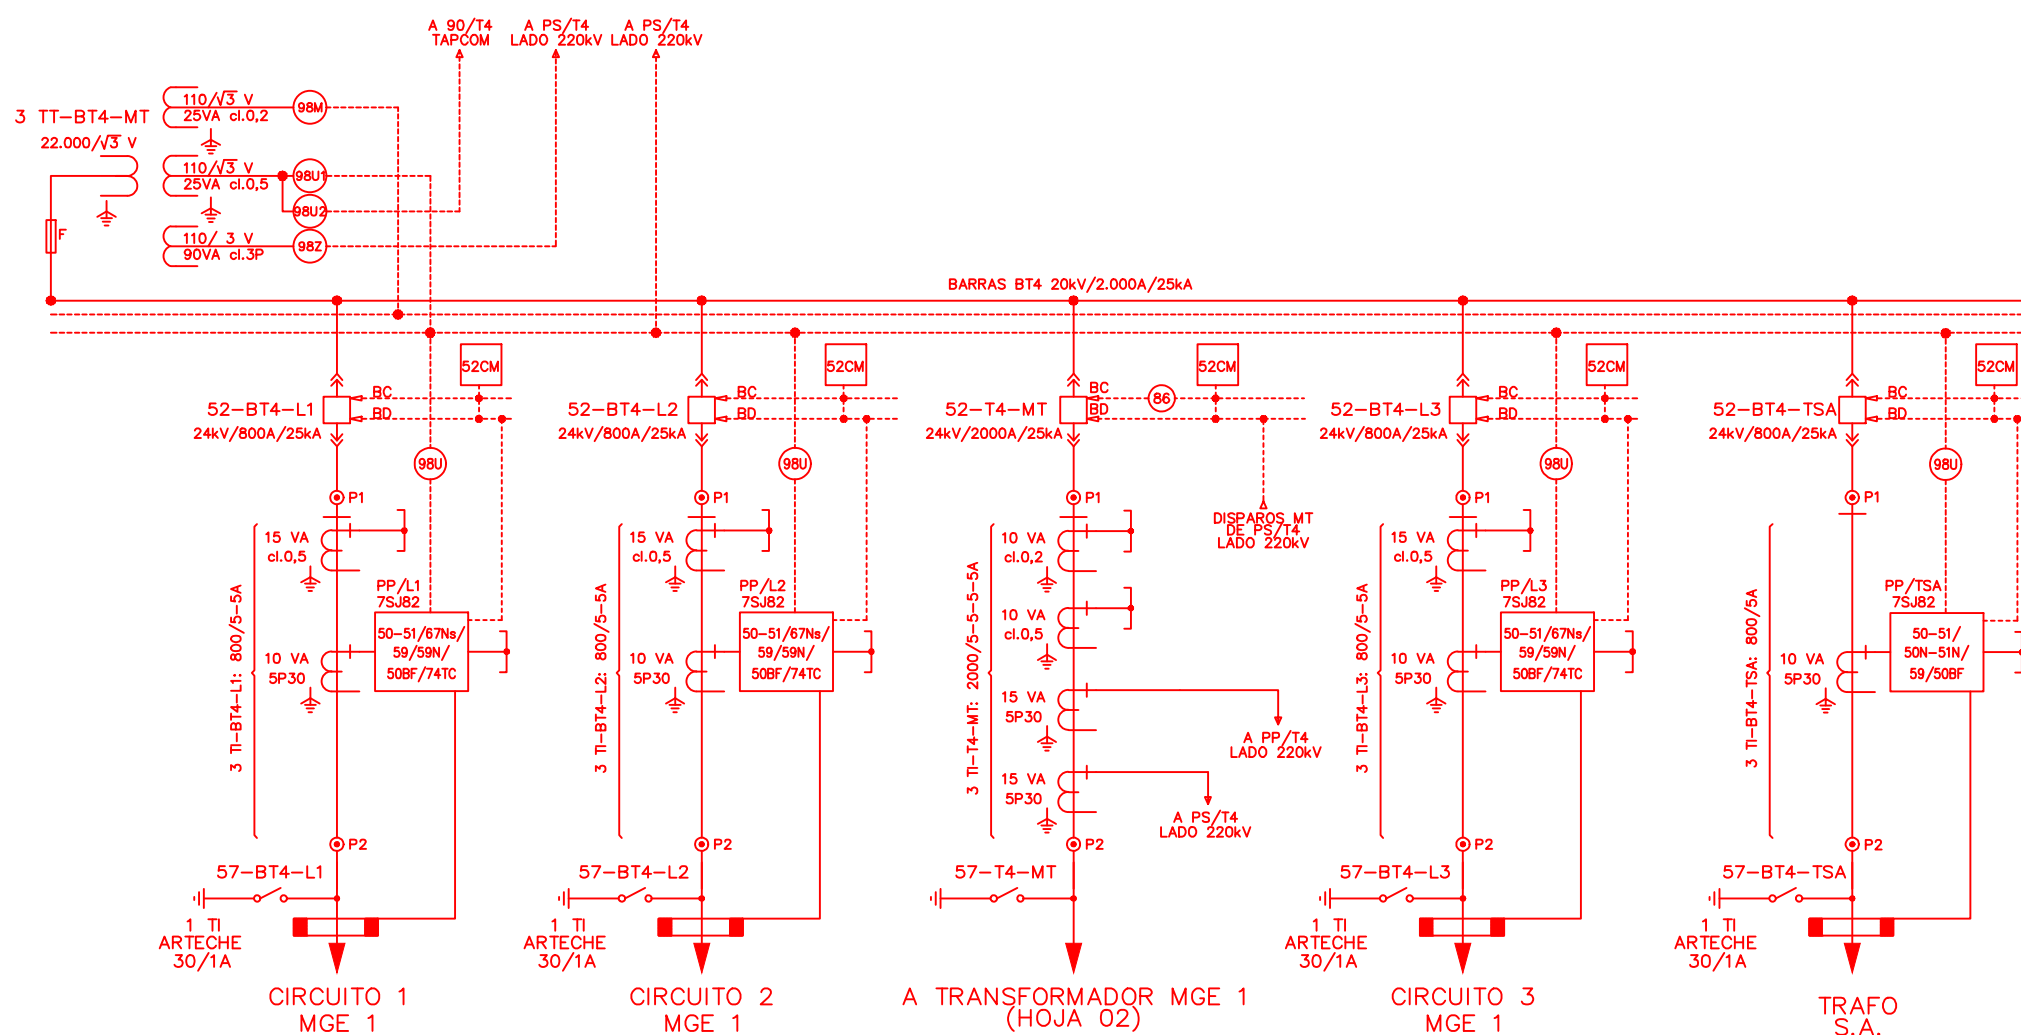 A 90/T4
TAPCOM
A PS/T4
LADO 220kV
A PS/T4
LADO 220kV
3 TT-BT4-MT
22.000/√3 V
110/√3 V
25VA cl.0,2
98M
110/√3 V
25VA cl.0,5
98U1
98U2
110/ 3 V
90VA cl.3P
98Z
F
BARRAS BT4 20kV/2.000A/25kA
52CM
BC
BD
52-BT4-L1
24kV/800A/25kA
98U
P1
15 VA
cl.0,5
PP/L1
7SJ82
50-51/67Ns/
59/59N/
50BF/74TC
10 VA
5P30
3 TI-BT4-L1: 800/5-5A
P2
57-BT4-L1
1 TI
ARTECHE
30/1A
CIRCUITO 1
MGE 1
52CM
BC
BD
52-BT4-L2
24kV/800A/25kA
98U
P1
15 VA
cl.0,5
PP/L2
7SJ82
50-51/67Ns/
59/59N/
50BF/74TC
10 VA
5P30
3 TI-BT4-L2: 800/5-5A
P2
57-BT4-L2
1 TI
ARTECHE
30/1A
CIRCUITO 2
MGE 1
52CM
BC
86
BD
52-T4-MT
24kV/2000A/25kA
P1
DISPAROS MT
DE PS/T4
LADO 220kV
10 VA
cl.0,2
10 VA
cl.0,5
15 VA
5P30
A PP/T4
LADO 220kV
15 VA
5P30
A PS/T4
LADO 220kV
3 TI-T4-MT: 2000/5-5-5-5A
P2
57-T4-MT
A TRANSFORMADOR MGE 1
(HOJA 02)
52CM
BC
BD
52-BT4-L3
24kV/800A/25kA
98U
P1
15 VA
cl.0,5
PP/L3
7SJ82
50-51/67Ns/
59/59N/
50BF/74TC
10 VA
5P30
3 TI-BT4-L3: 800/5-5A
P2
57-BT4-L3
1 TI
ARTECHE
30/1A
CIRCUITO 3
MGE 1
52CM
BC
BD
52-BT4-TSA
24kV/800A/25kA
98U
P1
PP/TSA
7SJ82
50-51/
50N-51N/
59/50BF
10 VA
5P30
3 TI-BT4-TSA: 800/5A
P2
57-BT4-TSA
1 TI
ARTECHE
30/1A
TRAFO
S.A.